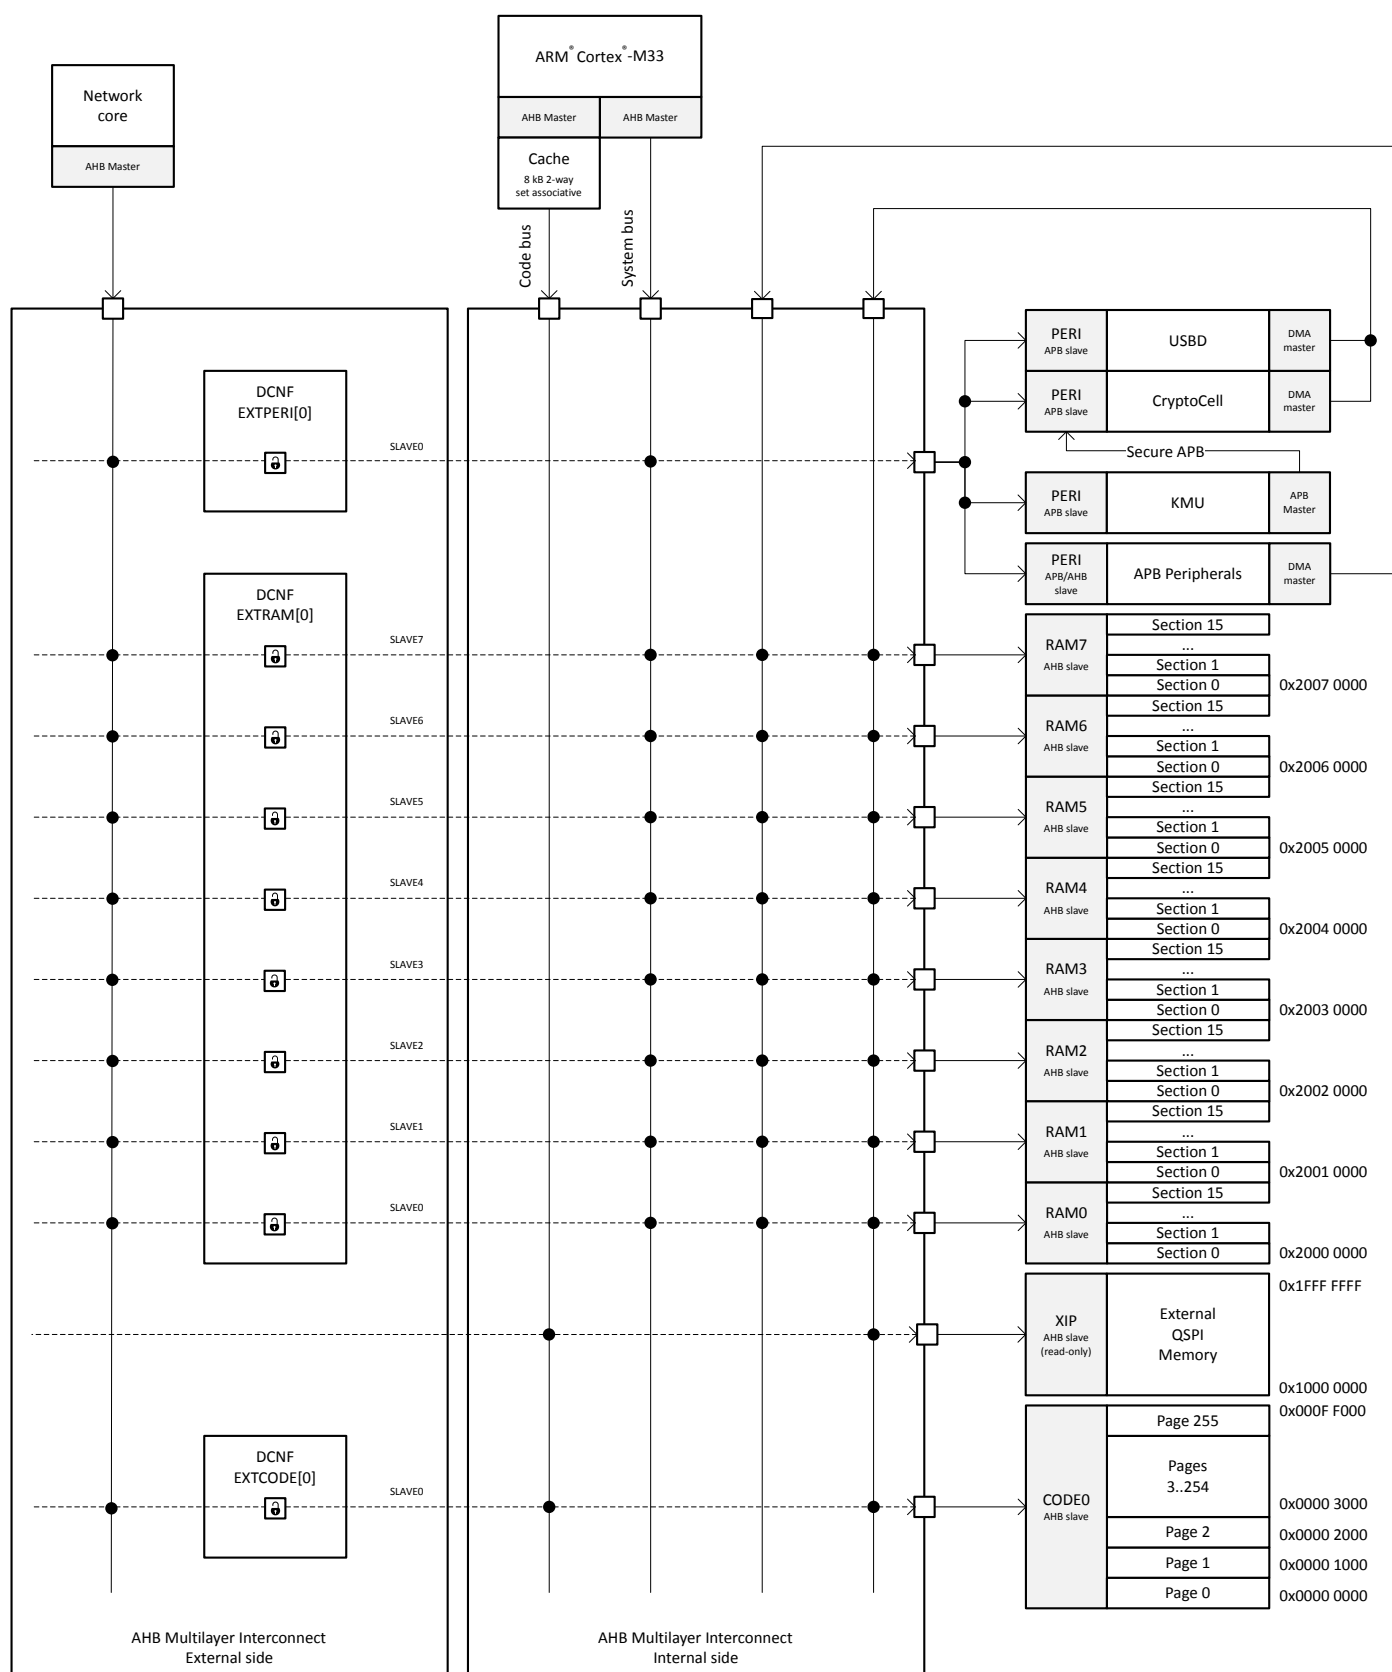 ARM® Cortex®-M33
AHB Master
AHB Master
Cache
8 kB 2-way
set associative
Network
core
AHB Master
Code bus
System bus
DCNF
EXTPERI[0]
SLAVE0
PERI
APB slave
USBD
DMA
master
PERI
APB slave
CryptoCell
DMA
master
Secure APB
PERI
APB slave
KMU
APB
Master
PERI
APB/AHB
slave
APB Peripherals
DMA
master
DCNF
EXTRAM[0]
SLAVE7
RAM7
AHB slave
Section 15
...
Section 1
Section 0
0x2007 0000
SLAVE6
RAM6
AHB slave
Section 15
...
Section 1
Section 0
0x2006 0000
SLAVE5
RAM5
AHB slave
Section 15
...
Section 1
Section 0
0x2005 0000
SLAVE4
RAM4
AHB slave
Section 15
...
Section 1
Section 0
0x2004 0000
SLAVE3
RAM3
AHB slave
Section 15
...
Section 1
Section 0
0x2003 0000
SLAVE2
RAM2
AHB slave
Section 15
...
Section 1
Section 0
0x2002 0000
SLAVE1
RAM1
AHB slave
Section 15
...
Section 1
Section 0
0x2001 0000
SLAVE0
RAM0
AHB slave
Section 15
...
Section 1
Section 0
0x2000 0000
0x1FFF FFFF
XIP
AHB slave
(read-only)
External
QSPI
Memory
0x1000 0000
DCNF
EXTCODE[0]
SLAVE0
CODE0
AHB slave
Page 255
0x000F F000
Pages
3..254
0x0000 3000
Page 2
0x0000 2000
Page 1
0x0000 1000
Page 0
0x0000 0000
AHB Multilayer Interconnect
External side
AHB Multilayer Interconnect
Internal side